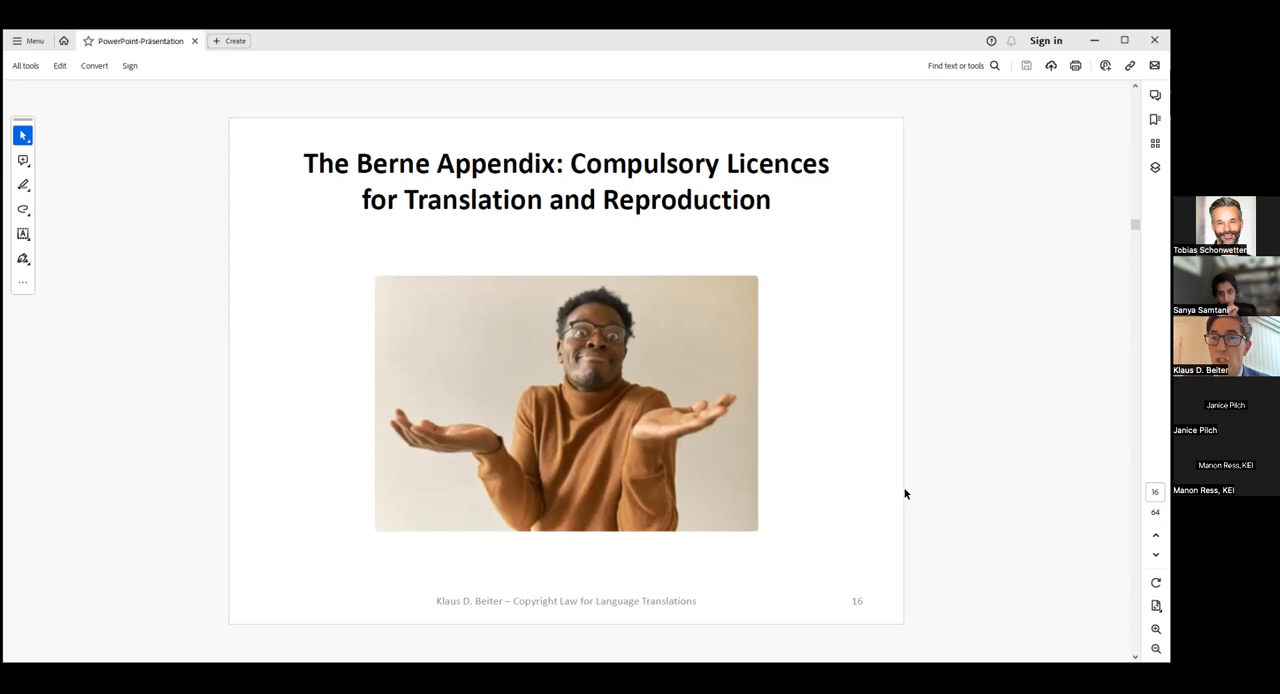 Menu
PowerPoint-Präsentation
Create
Sign in
All tools
Edit
Convert
Sign
Find text or tools
The Berne Appendix: Compulsory Licences
for Translation and Reproduction
Klaus D. Beiter – Copyright Law for Language Translations
16
16
64
Tobias Schonwetter
Sanya Samtani
Klaus D. Beiter
Janice Pilch
Janice Pilch
Manon Ress, KEI
Manon Ress, KEI